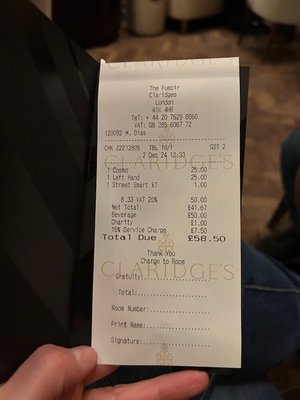 CLARIDGE'S
The Fumoir
Claridges
London
W1K 4HR
Tel: + 44 20 7629 8860
VAT: GB 285 6067 72
120092 M. Dias
CHK 22212805 TBL 10/1 GST 2
2 Dec 24 12:33
CLARIDGE'S
1 Cosmo 25.00
1 Left Hand 25.00
1 Street Smart £1 1.00
8.33 VAT 20% 50.00
Net Total: £41.67
Beverage £50.00
Charity £1.00
15% Service Charge £7.50
Total Due £58.50
Thank You
Charge to Room
CLARIDGE'S
Gratuity:
Total:
Room Number:
Print Name:
Signature: